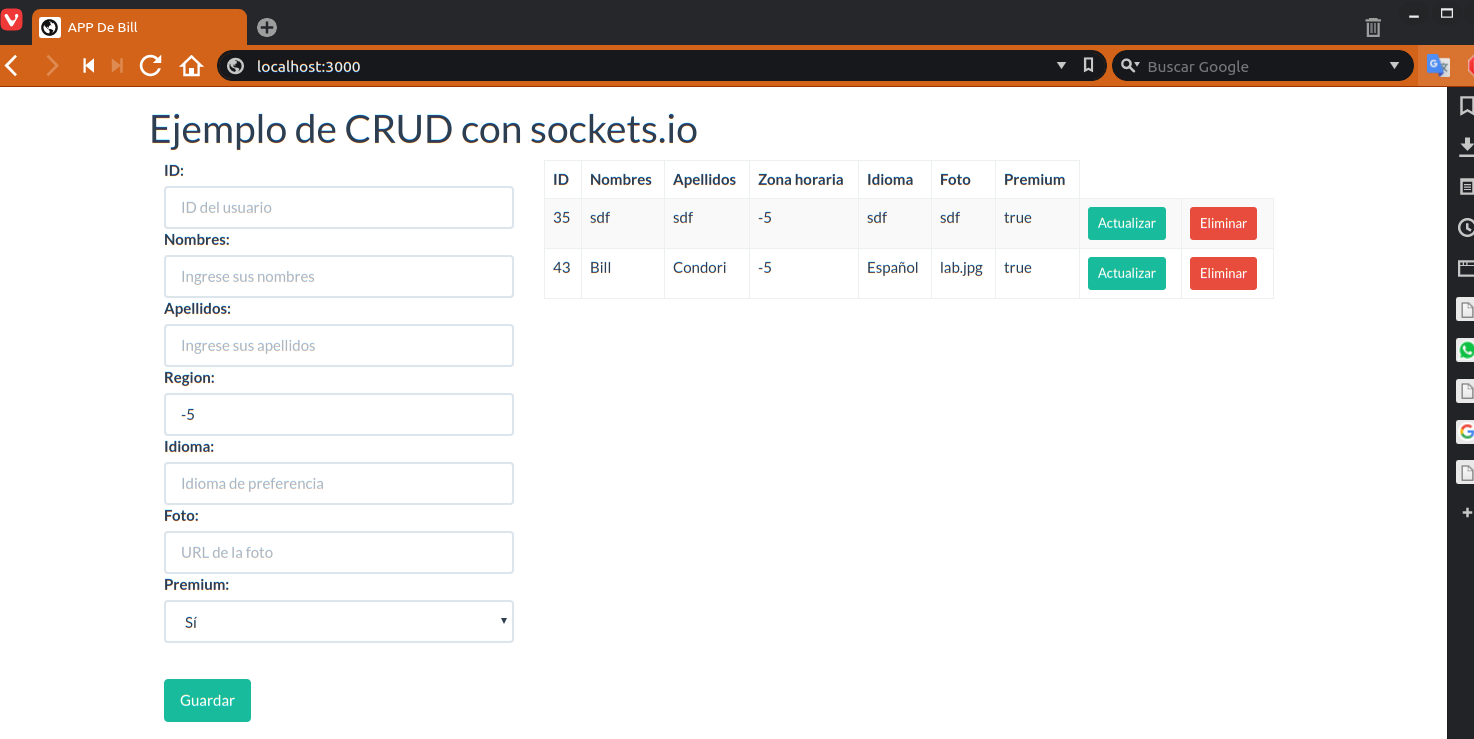 APP De Bill
localhost:3000
Buscar Google
Ejemplo de CRUD con sockets.io
ID:
ID del usuario
Nombres:
Ingrese sus nombres
Apellidos:
Ingrese sus apellidos
Region:
-5
Idioma:
Idioma de preferencia
Foto:
URL de la foto
Premium:
Sí
Guardar
ID Nombres Apellidos Zona horaria Idioma Foto Premium
35 sdf sdf -5 sdf sdf true Actualizar Eliminar
43 Bill Condori -5 Español lab.jpg true Actualizar Eliminar